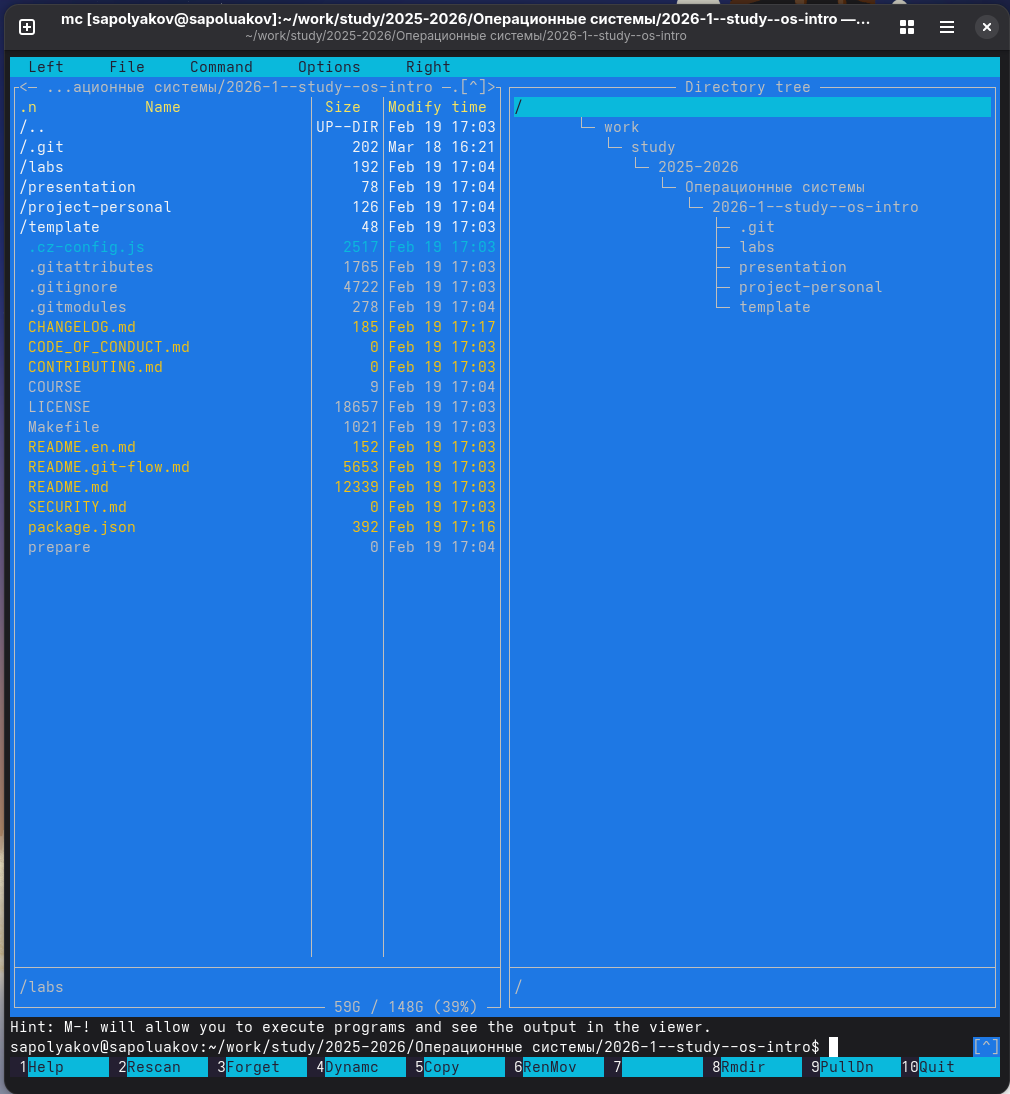 mc [sapolyakov@sapoluakov]:~/work/study/2025-2026/Операционные системы/2026-1--study--os-intro —...
~/work/study/2025-2026/Операционные системы/2026-1--study--os-intro
Left File Command Options Right
<— ...ационные системы/2026-1--study--os-intro —.[^]>
.n Name Size Modify time
/.. UP--DIR Feb 19 17:03
/.git 202 Mar 18 16:21
/labs 192 Feb 19 17:04
/presentation 78 Feb 19 17:04
/project-personal 126 Feb 19 17:04
/template 48 Feb 19 17:03
.cz-config.js 2517 Feb 19 17:03
.gitattributes 1765 Feb 19 17:03
.gitignore 4722 Feb 19 17:03
.gitmodules 278 Feb 19 17:04
CHANGELOG.md 185 Feb 19 17:17
CODE_OF_CONDUCT.md 0 Feb 19 17:03
CONTRIBUTING.md 0 Feb 19 17:03
COURSE 9 Feb 19 17:04
LICENSE 18657 Feb 19 17:03
Makefile 1021 Feb 19 17:03
README.en.md 152 Feb 19 17:03
README.git-flow.md 5653 Feb 19 17:03
README.md 12339 Feb 19 17:03
SECURITY.md 0 Feb 19 17:03
package.json 392 Feb 19 17:16
prepare 0 Feb 19 17:04
/labs
59G / 148G (39%)
Directory tree
/
work
study
2025-2026
Операционные системы
2026-1--study--os-intro
.git
labs
presentation
project-personal
template
/
Hint: M-! will allow you to execute programs and see the output in the viewer.
sapolyakov@sapoluakov:~/work/study/2025-2026/Операционные системы/2026-1--study--os-intro$ [^]
1Help 2Rescan 3Forget 4Dynamc 5Copy 6RenMov 7 8Rmdir 9PullDn 10Quit